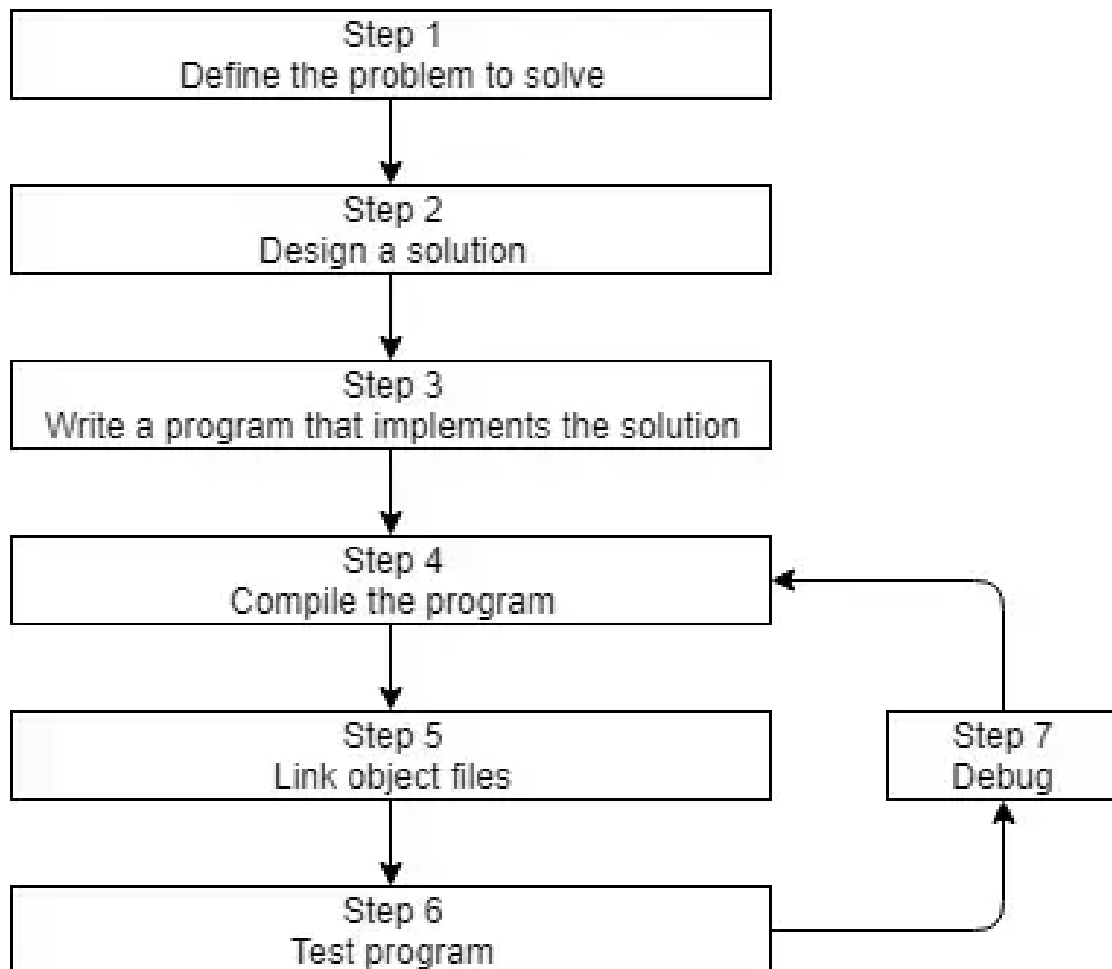 Step 1
Define the problem to solve
Step 2
Design a solution
Step 3
Write a program that implements the solution
Step 4
Compile the program
Step 5
Link object files
Step 6
Test program
Step 7
Debug